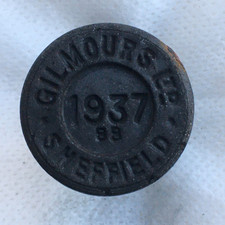 GILMOURS LD.
1937
93
SHEFFIELD